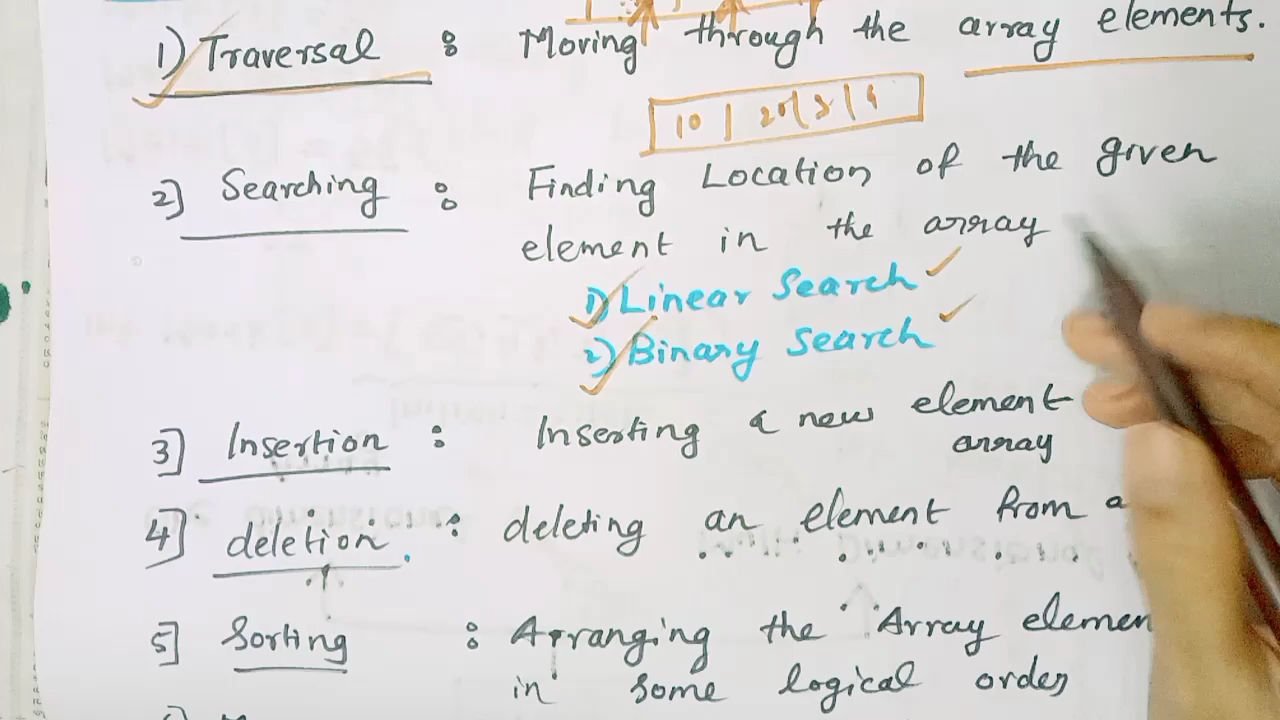 1) Traversal : Moving through the array elements.
10 | 20 | 3 | 4
2] Searching : Finding Location of the given
element in the array
1) Linear Search
2) Binary Search
3] Insertion : Inserting a new element
array
4] deletion : deleting an element from a
5] Sorting : Arranging the Array elemen
in some logical order